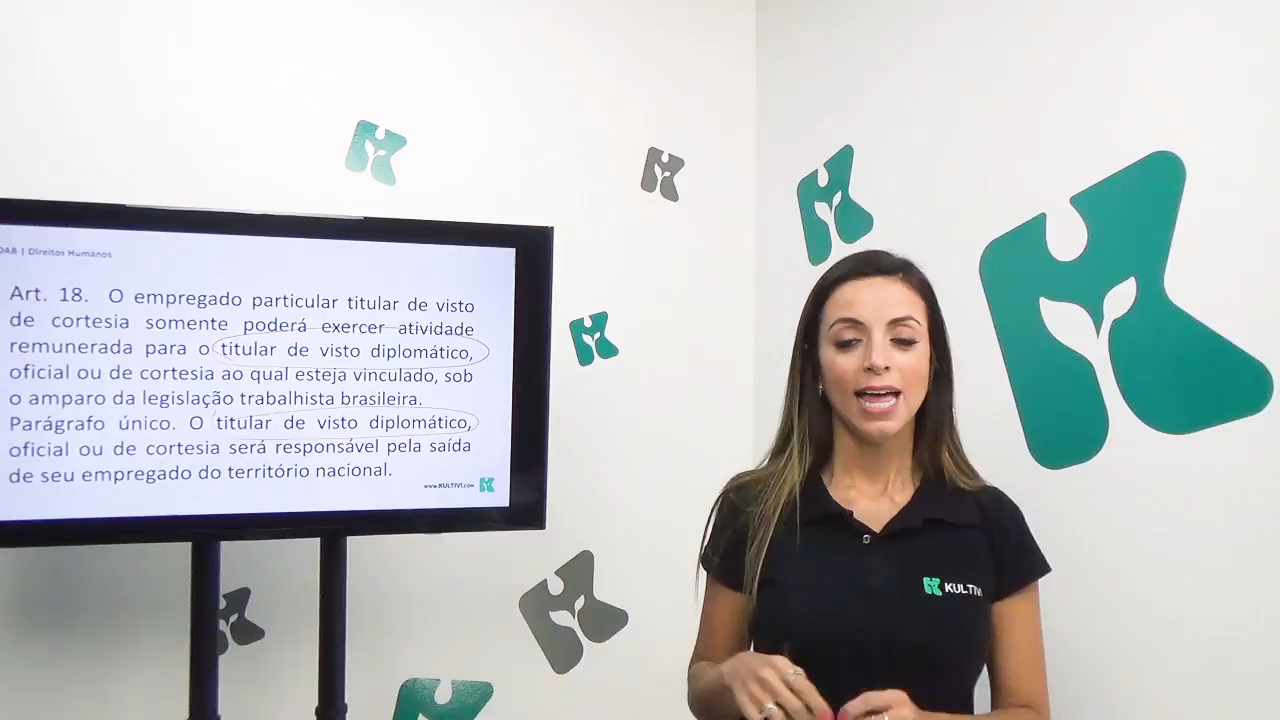 OAB | Direitos Humanos
Art. 18. O empregado particular titular de visto
de cortesia somente poderá exercer atividade
remunerada para o titular de visto diplomático,
oficial ou de cortesia ao qual esteja vinculado, sob
o amparo da legislação trabalhista brasileira.
Parágrafo único. O titular de visto diplomático,
oficial ou de cortesia será responsável pela saída
de seu empregado do território nacional.
www.KULTIVI.COM
KULTIVI